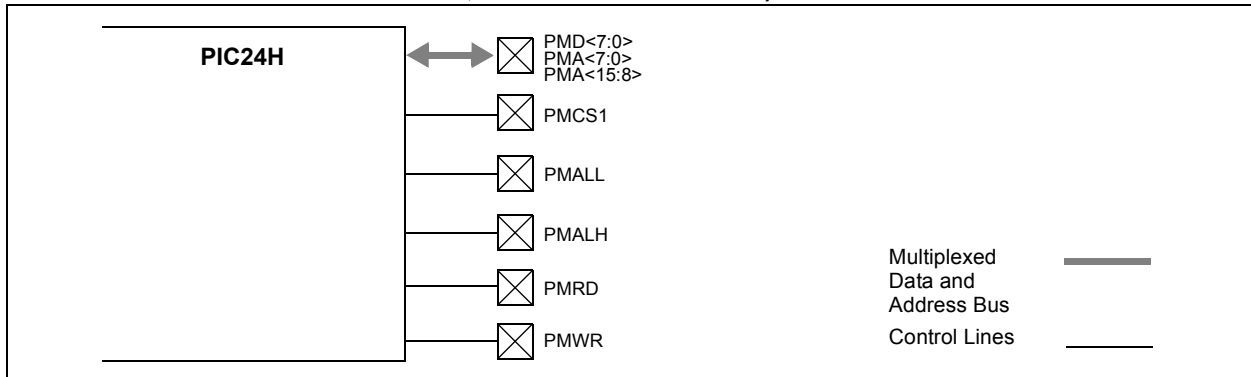 PIC24H
PMD<7:0>
PMA<7:0>
PMA<15:8>
PMCS1
PMALL
PMALH
PMRD
PMWR
Multiplexed
Data and
Address Bus
Control Lines